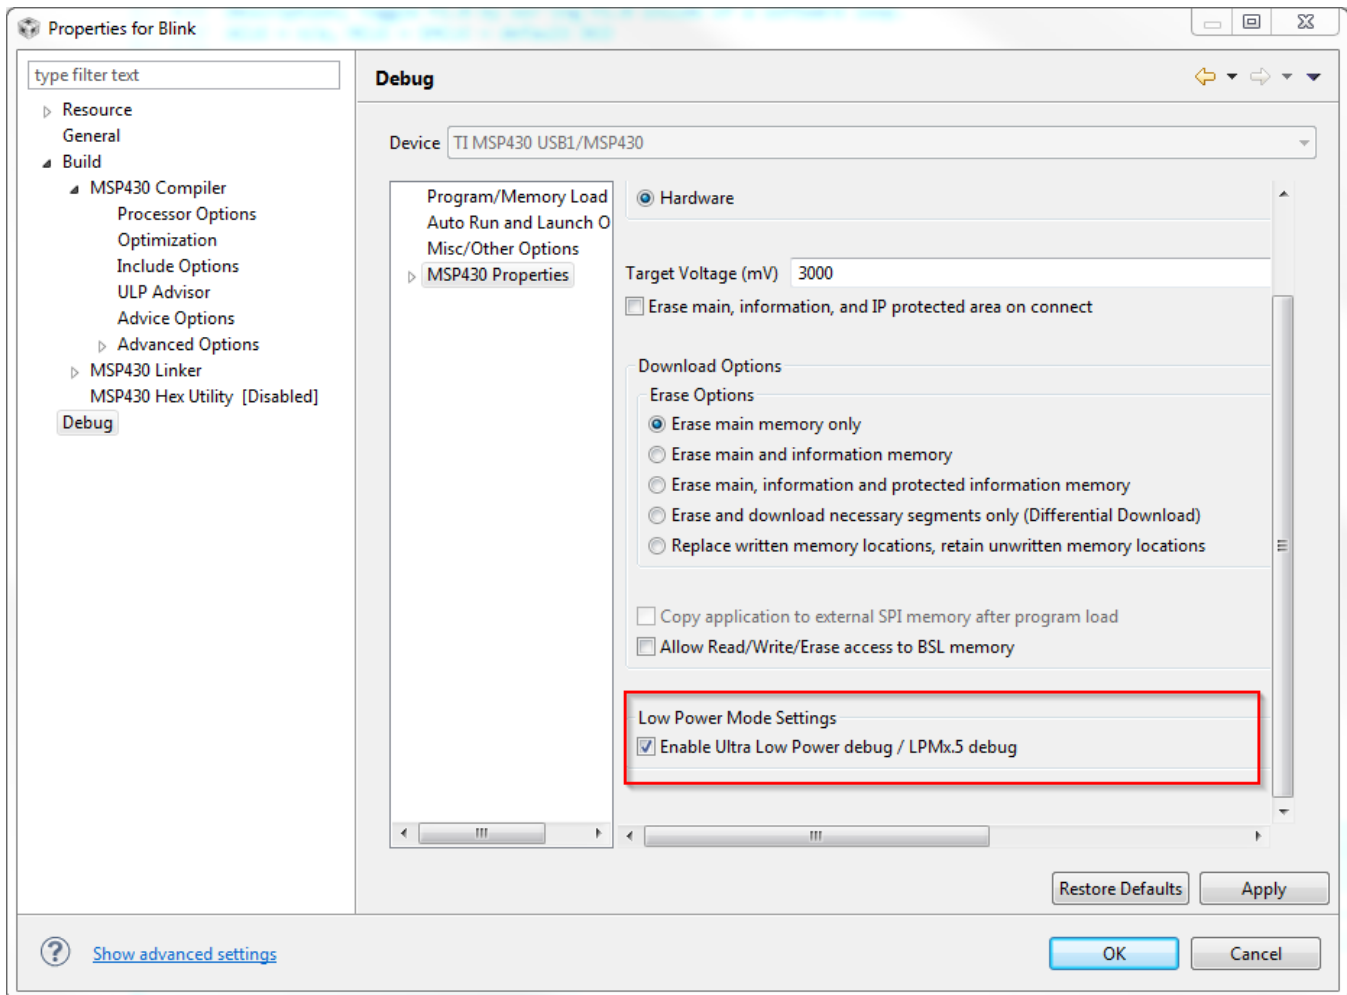 Properties for Blink
type filter text
Resource
General
Build
MSP430 Compiler
Processor Options
Optimization
Include Options
ULP Advisor
Advice Options
Advanced Options
MSP430 Linker
MSP430 Hex Utility [Disabled]
Debug
Debug
Device TI MSP430 USB1/MSP430
Program/Memory Load
Auto Run and Launch O
Misc/Other Options
MSP430 Properties
Hardware
Target Voltage (mV) 3000
Erase main, information, and IP protected area on connect
Download Options
Erase Options
Erase main memory only
Erase main and information memory
Erase main, information and protected information memory
Erase and download necessary segments only (Differential Download)
Replace written memory locations, retain unwritten memory locations
Copy application to external SPI memory after program load
Allow Read/Write/Erase access to BSL memory
Low Power Mode Settings
Enable Ultra Low Power debug / LPMx.5 debug
Restore Defaults Apply
Show advanced settings
OK Cancel